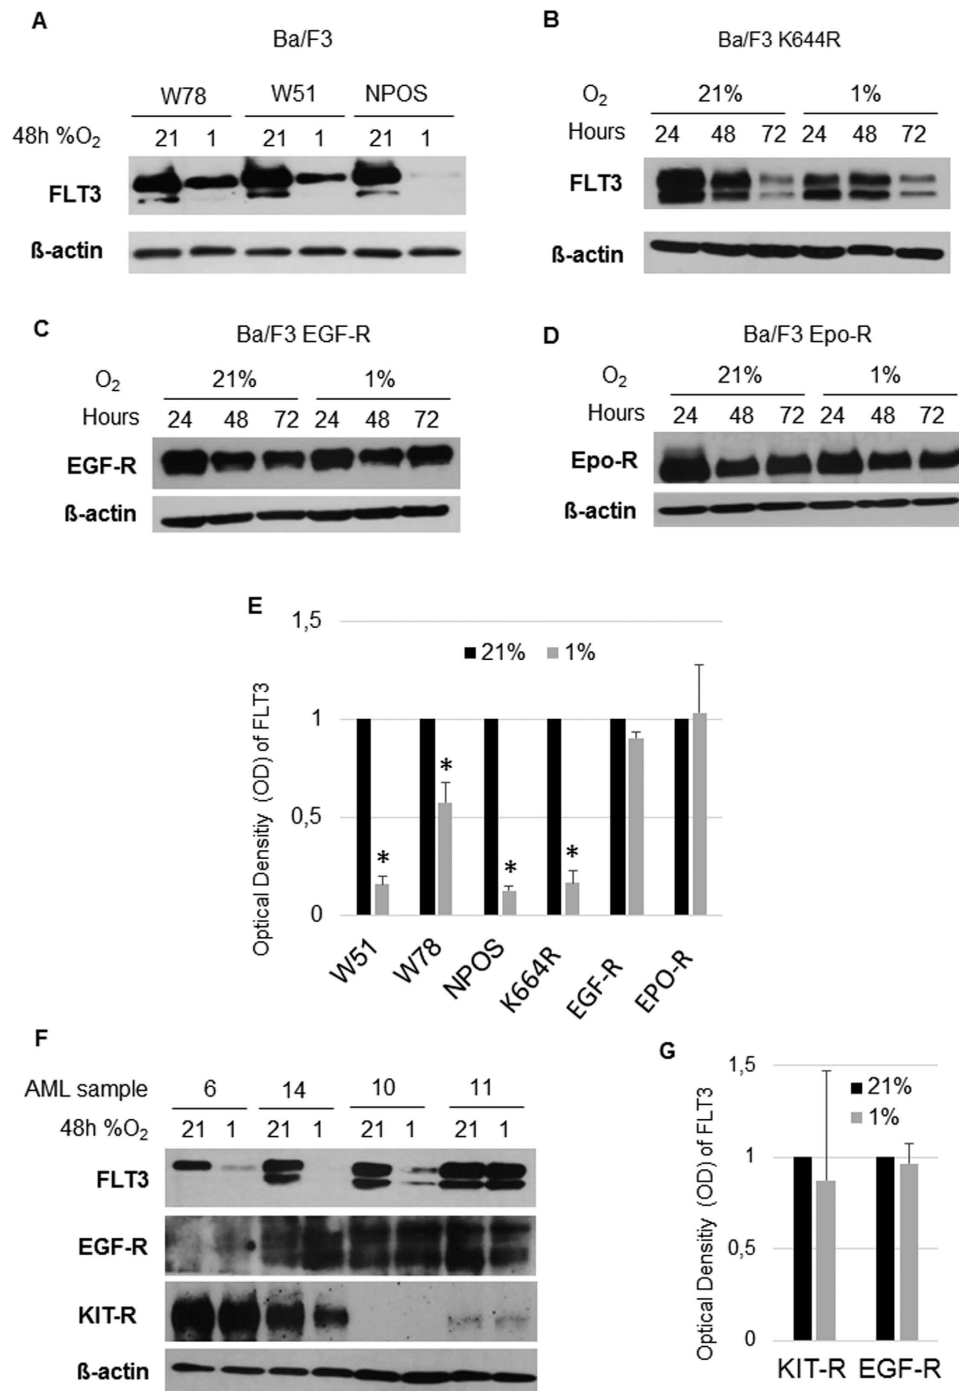 A
Ba/F3
W78 W51 NPOS
48h %O2 21 1 21 1 21 1
FLT3
ß-actin
B
Ba/F3 K644R
O2 21% 1%
Hours 24 48 72 24 48 72
FLT3
ß-actin
C
Ba/F3 EGF-R
O2 21% 1%
Hours 24 48 72 24 48 72
EGF-R
ß-actin
D
Ba/F3 Epo-R
O2 21% 1%
Hours 24 48 72 24 48 72
Epo-R
ß-actin
E
Optical Densitiy (OD) of FLT3
1,5
1
0,5
0
21% 1%
*
*
*
*
W51 W78 NPOS K664R EGF-R EPO-R
F
AML sample 6 14 10 11
48h %O2 21 1 21 1 21 1 21 1
FLT3
EGF-R
KIT-R
ß-actin
G
Optical Densitiy (OD) of FLT3
1,5
1
0,5
0
21%
1%
KIT-R EGF-R